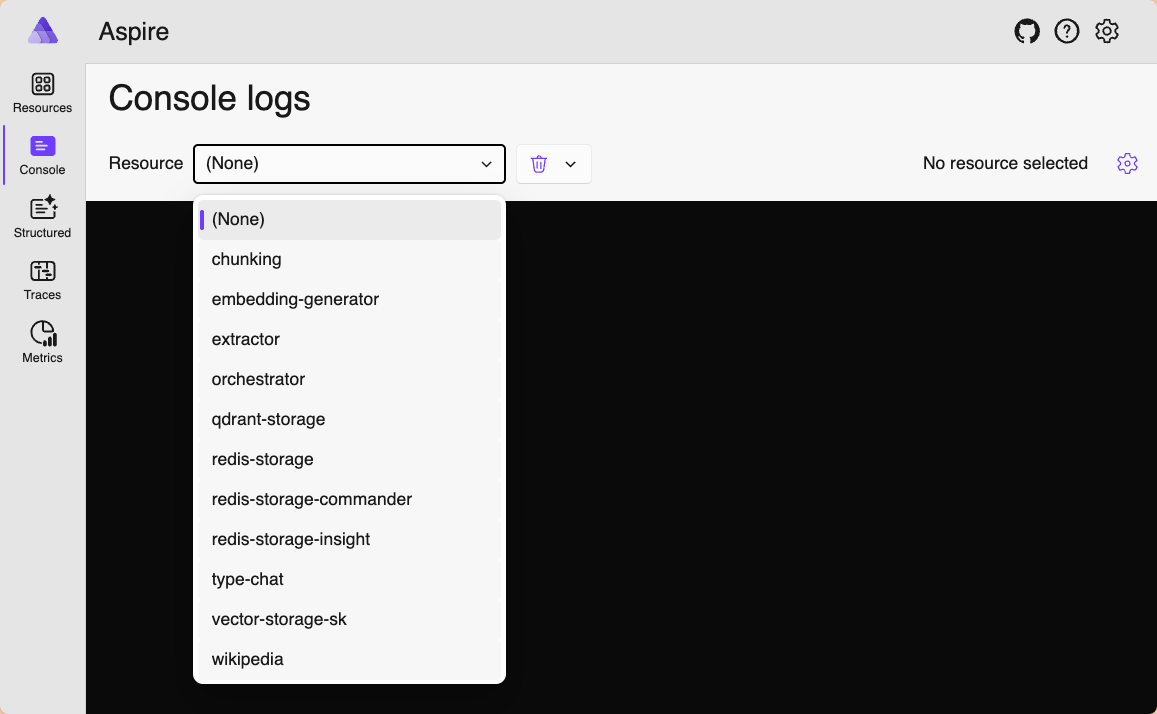 Aspire
Resources
Console
Structured
Traces
Metrics
Console logs
Resource (None) No resource selected
(None)
chunking
embedding-generator
extractor
orchestrator
qdrant-storage
redis-storage
redis-storage-commander
redis-storage-insight
type-chat
vector-storage-sk
wikipedia